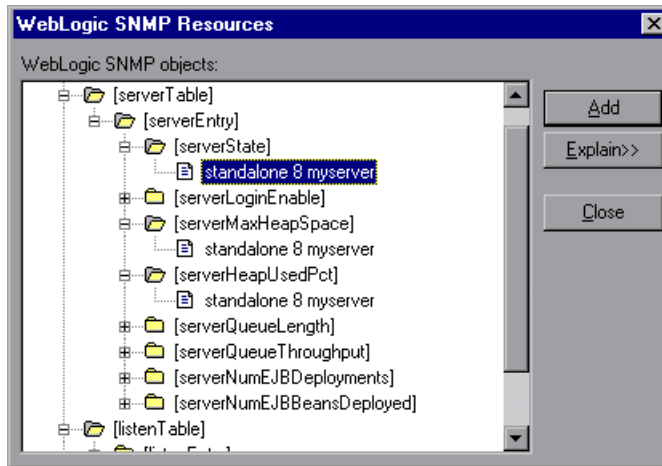 WebLogic SNMP Resources
WebLogic SNMP objects:
[serverTable]
[serverEntry]
[serverState]
standalone 8 myserver
[serverLoginEnable]
[serverMaxHeapSpace]
standalone 8 myserver
[serverHeapUsedPct]
standalone 8 myserver
[serverQueueLength]
[serverQueueThroughput]
[serverNumEJBDeployments]
[serverNumEJBBeansDeployed]
[listenTable]
Add
Explain>>
Close